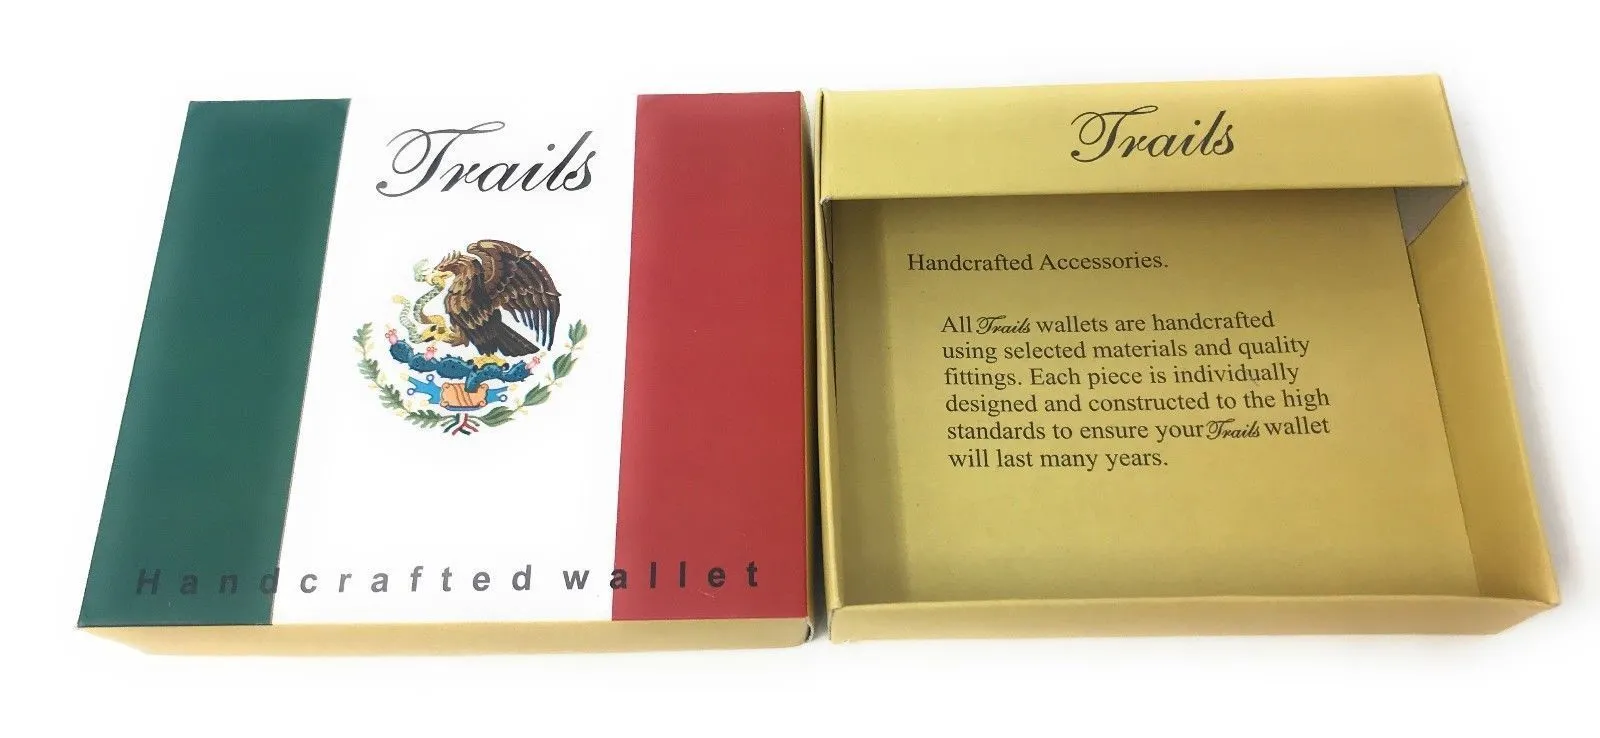 Trails
Handcrafted wallet
Trails
Handcrafted Accessories.
All Trails wallets are handcrafted
using selected materials and quality
fittings. Each piece is individually
designed and constructed to the high
standards to ensure your Trails wallet
will last many years.